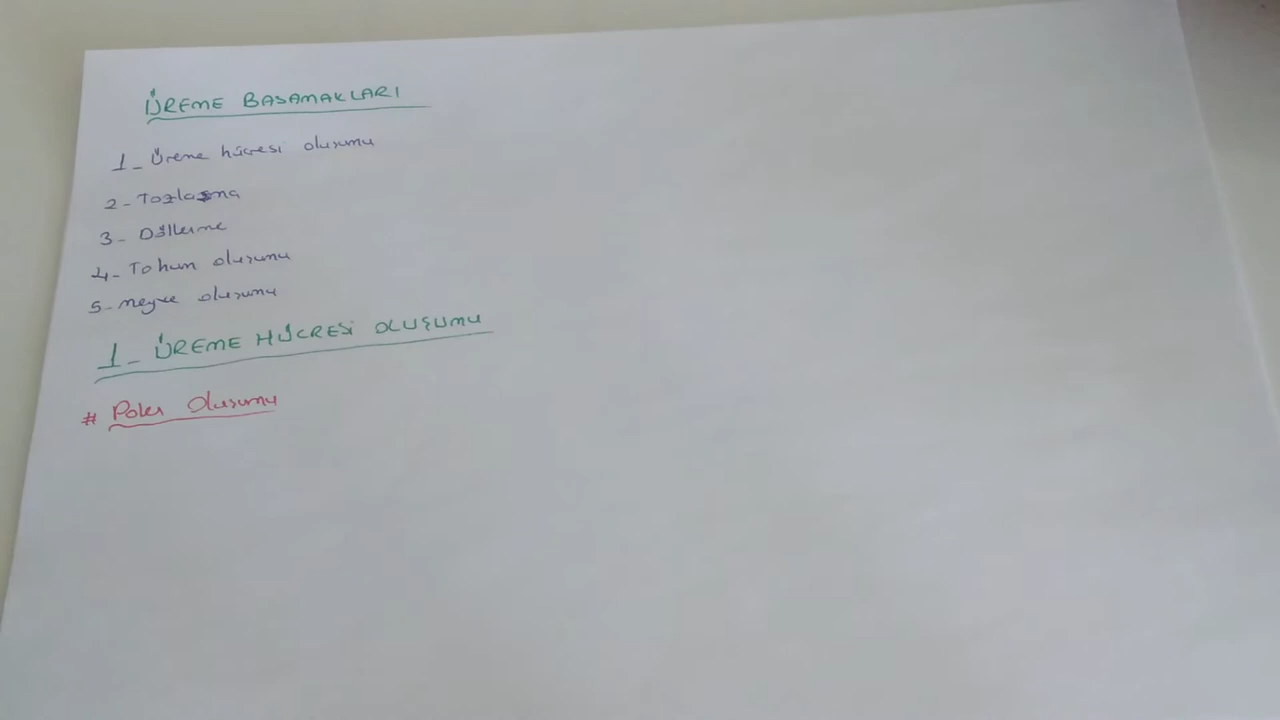 ÜREME BASAMAKLARI
1- Üreme hücresi oluşumu
2- Tozlaşma
3- Döllenme
4- Tohum oluşumu
5- meyve oluşumu
1- ÜREME HÜCRESİ OLUŞUMU
# Polen Oluşumu